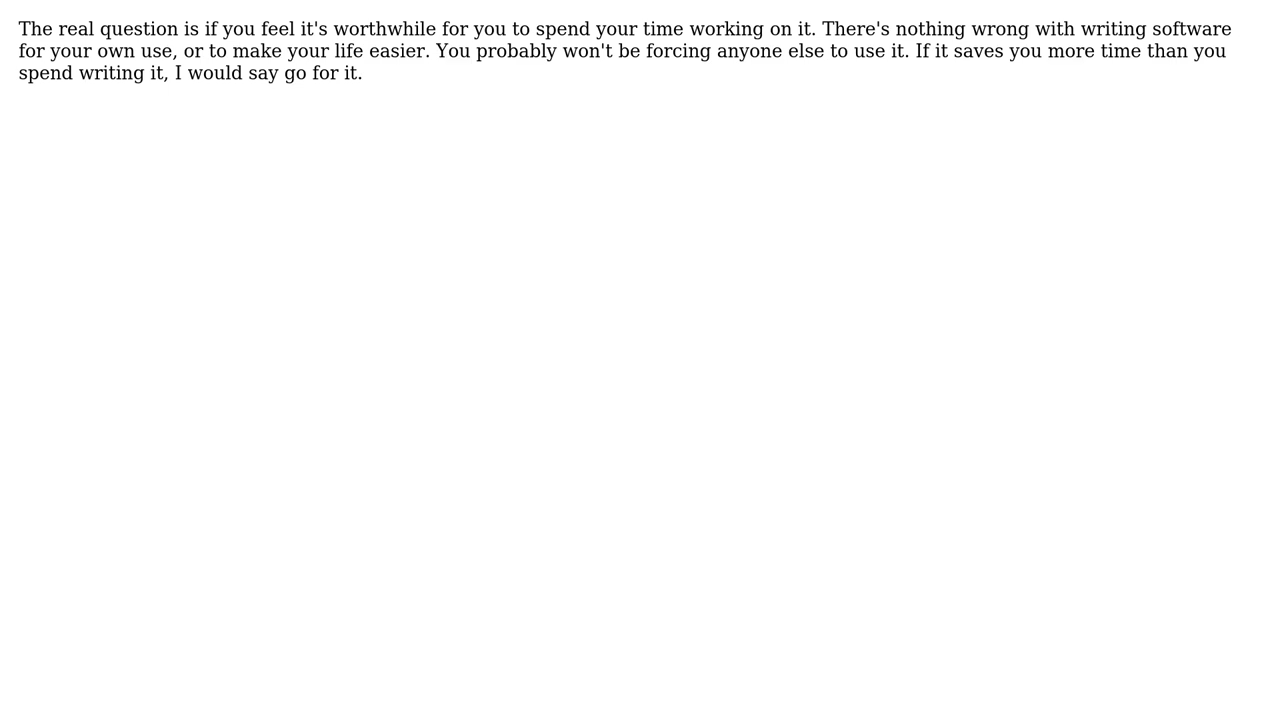 The real question is if you feel it's worthwhile for you to spend your time working on it. There's nothing wrong with writing software
for your own use, or to make your life easier. You probably won't be forcing anyone else to use it. If it saves you more time than you
spend writing it, I would say go for it.